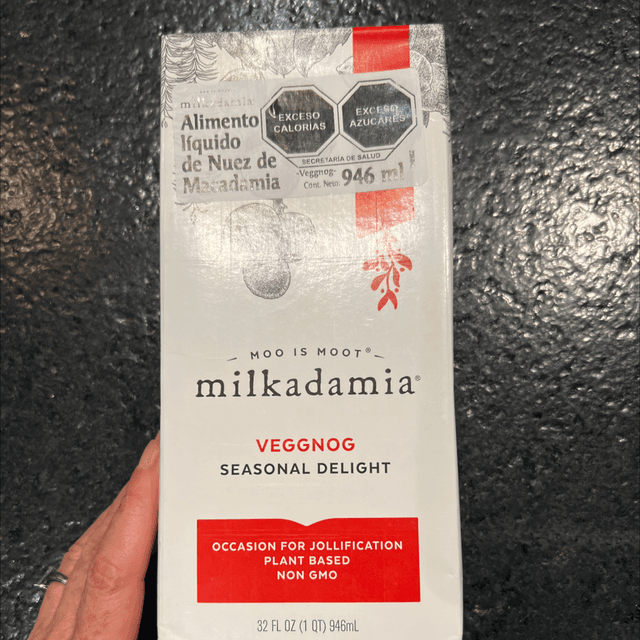 milkadamia
Alimento
líquido
de Nuez de
Macadamia
EXCESO
CALORÍAS
EXCESO
AZÚCARES
SECRETARÍA DE SALUD
-Veggnog-
Cont. Neto: 946 ml
MOO IS MOOT®
milkadamia®
VEGGNOG
SEASONAL DELIGHT
OCCASION FOR JOLLIFICATION
PLANT BASED
NON GMO
32 FL OZ (1 QT) 946mL